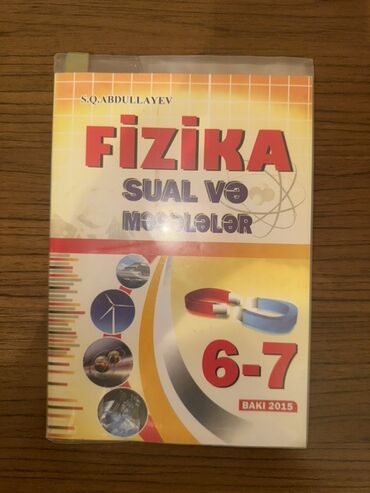 S.Q.ABDULLAYEV
FİZİKA
SUAL VƏ
MƏSƏLƏLƏR
6-7
BAKI 2015